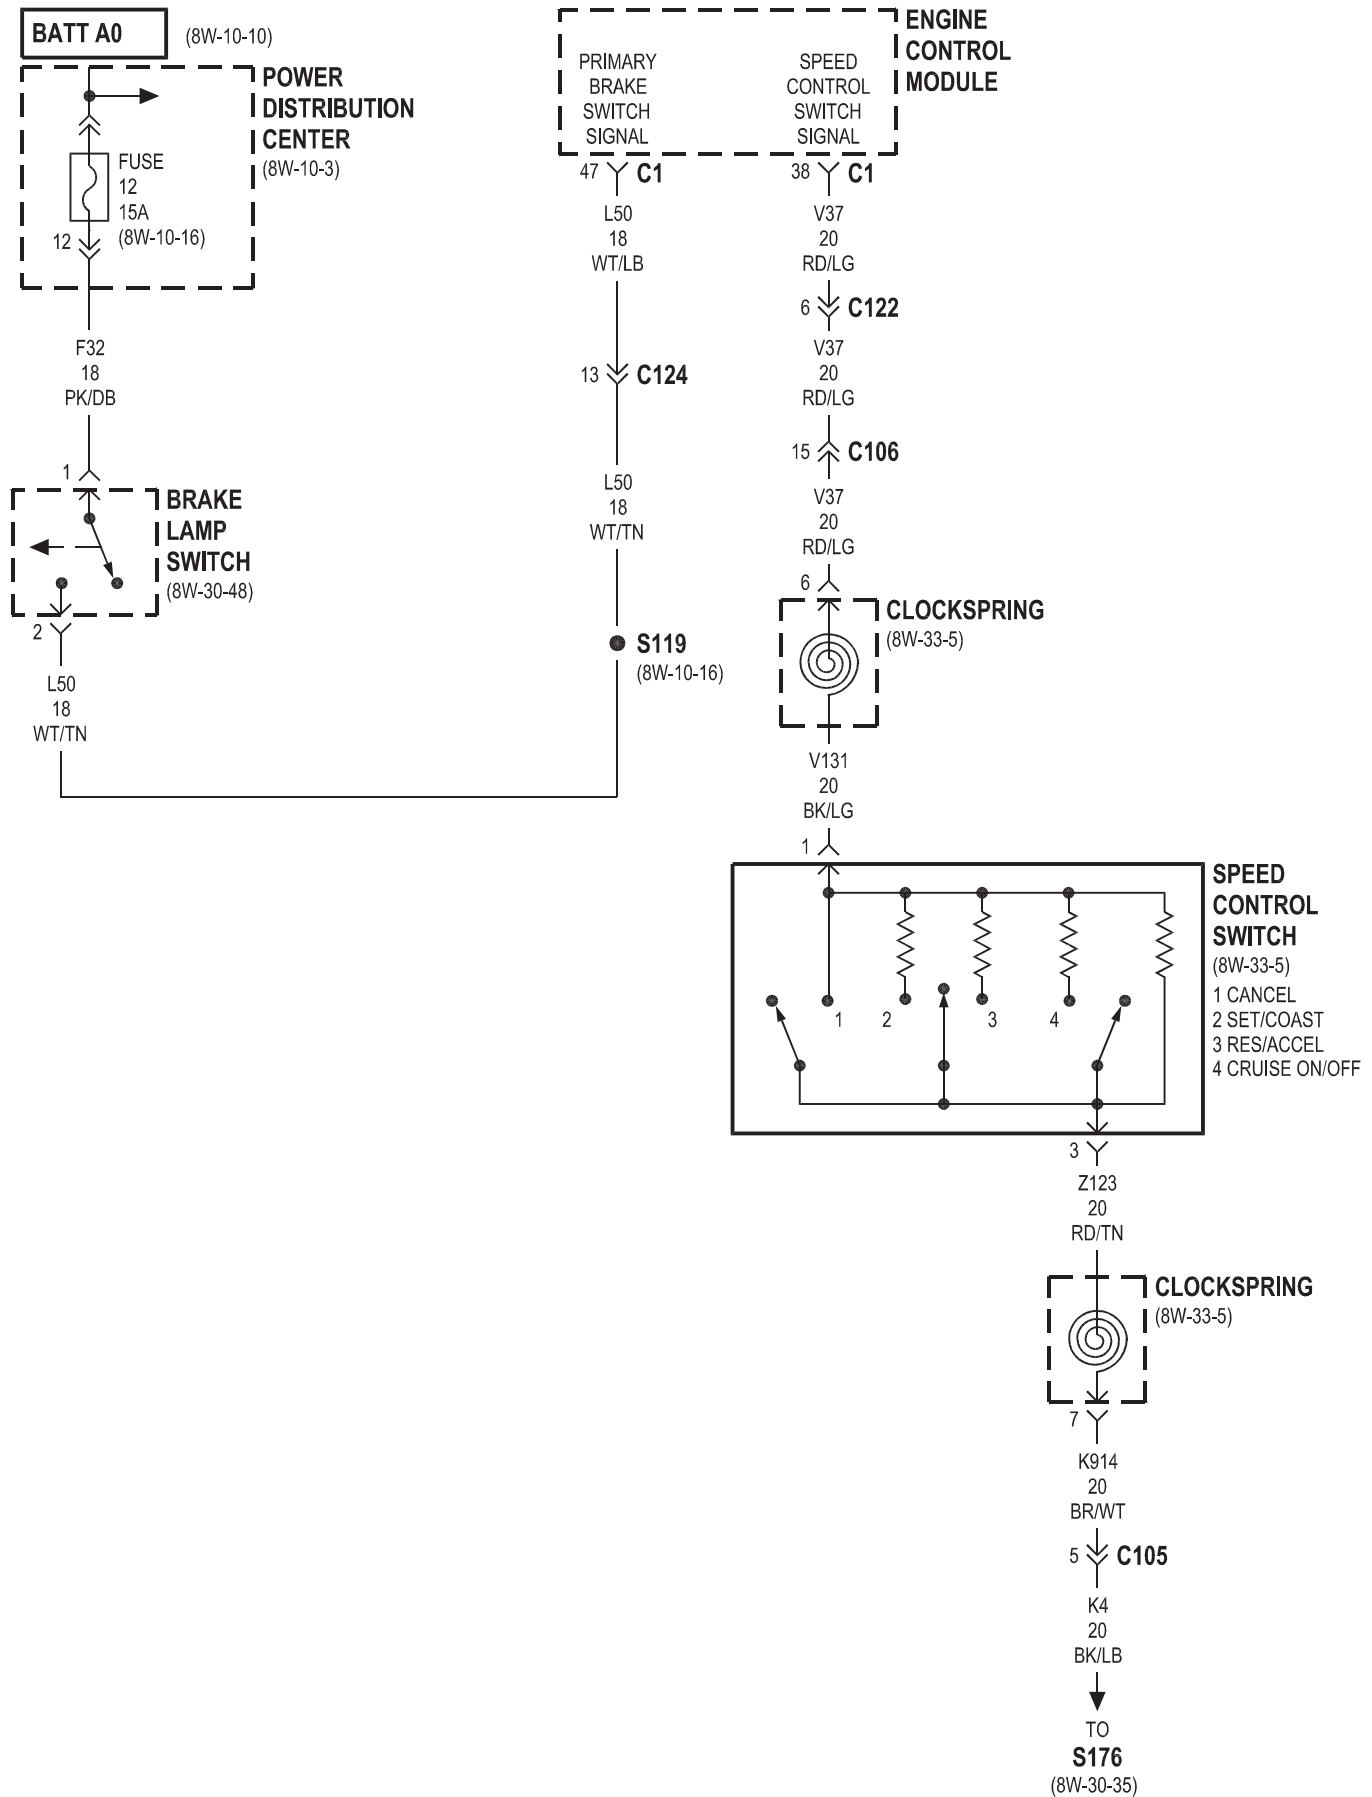 BATT A0
(8W-10-10)
POWER
DISTRIBUTION
CENTER
(8W-10-3)
FUSE
12
15A
(8W-10-16)
12
F32
18
PK/DB
1
BRAKE
LAMP
SWITCH
(8W-30-48)
2
L50
18
WT/TN
ENGINE
CONTROL
MODULE
PRIMARY
BRAKE
SWITCH
SIGNAL
47
C1
L50
18
WT/LB
13
C124
L50
18
WT/TN
S119
(8W-10-16)
SPEED
CONTROL
SWITCH
SIGNAL
38
C1
V37
20
RD/LG
6
C122
V37
20
RD/LG
15
C106
V37
20
RD/LG
6
CLOCKSPRING
(8W-33-5)
V131
20
BK/LG
1
SPEED
CONTROL
SWITCH
(8W-33-5)
1 CANCEL
2 SET/COAST
3 RES/ACCEL
4 CRUISE ON/OFF
1
2
3
4
3
Z123
20
RD/TN
CLOCKSPRING
(8W-33-5)
7
K914
20
BR/WT
5
C105
K4
20
BK/LB
TO
S176
(8W-30-35)